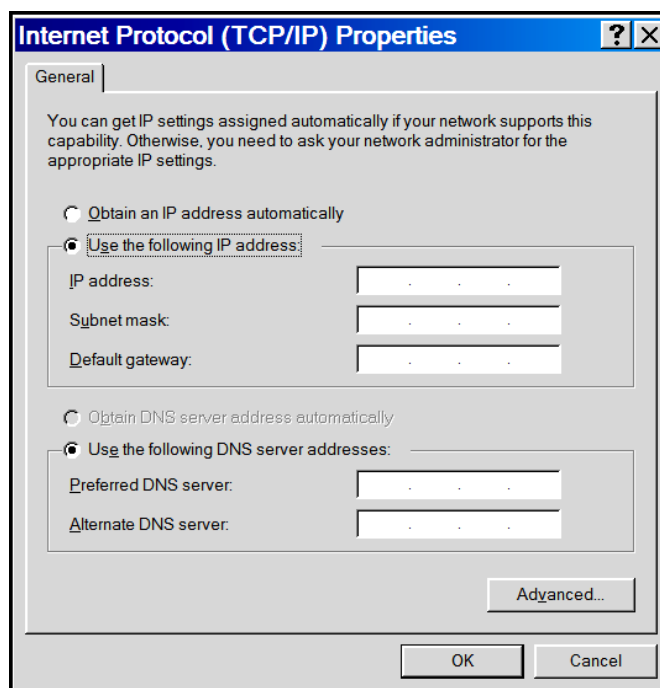 Internet Protocol (TCP/IP) Properties
General
You can get IP settings assigned automatically if your network supports this
capability. Otherwise, you need to ask your network administrator for the
appropriate IP settings.
Obtain an IP address automatically
Use the following IP address:
IP address:
Subnet mask:
Default gateway:
Obtain DNS server address automatically
Use the following DNS server addresses:
Preferred DNS server:
Alternate DNS server:
Advanced...
OK Cancel